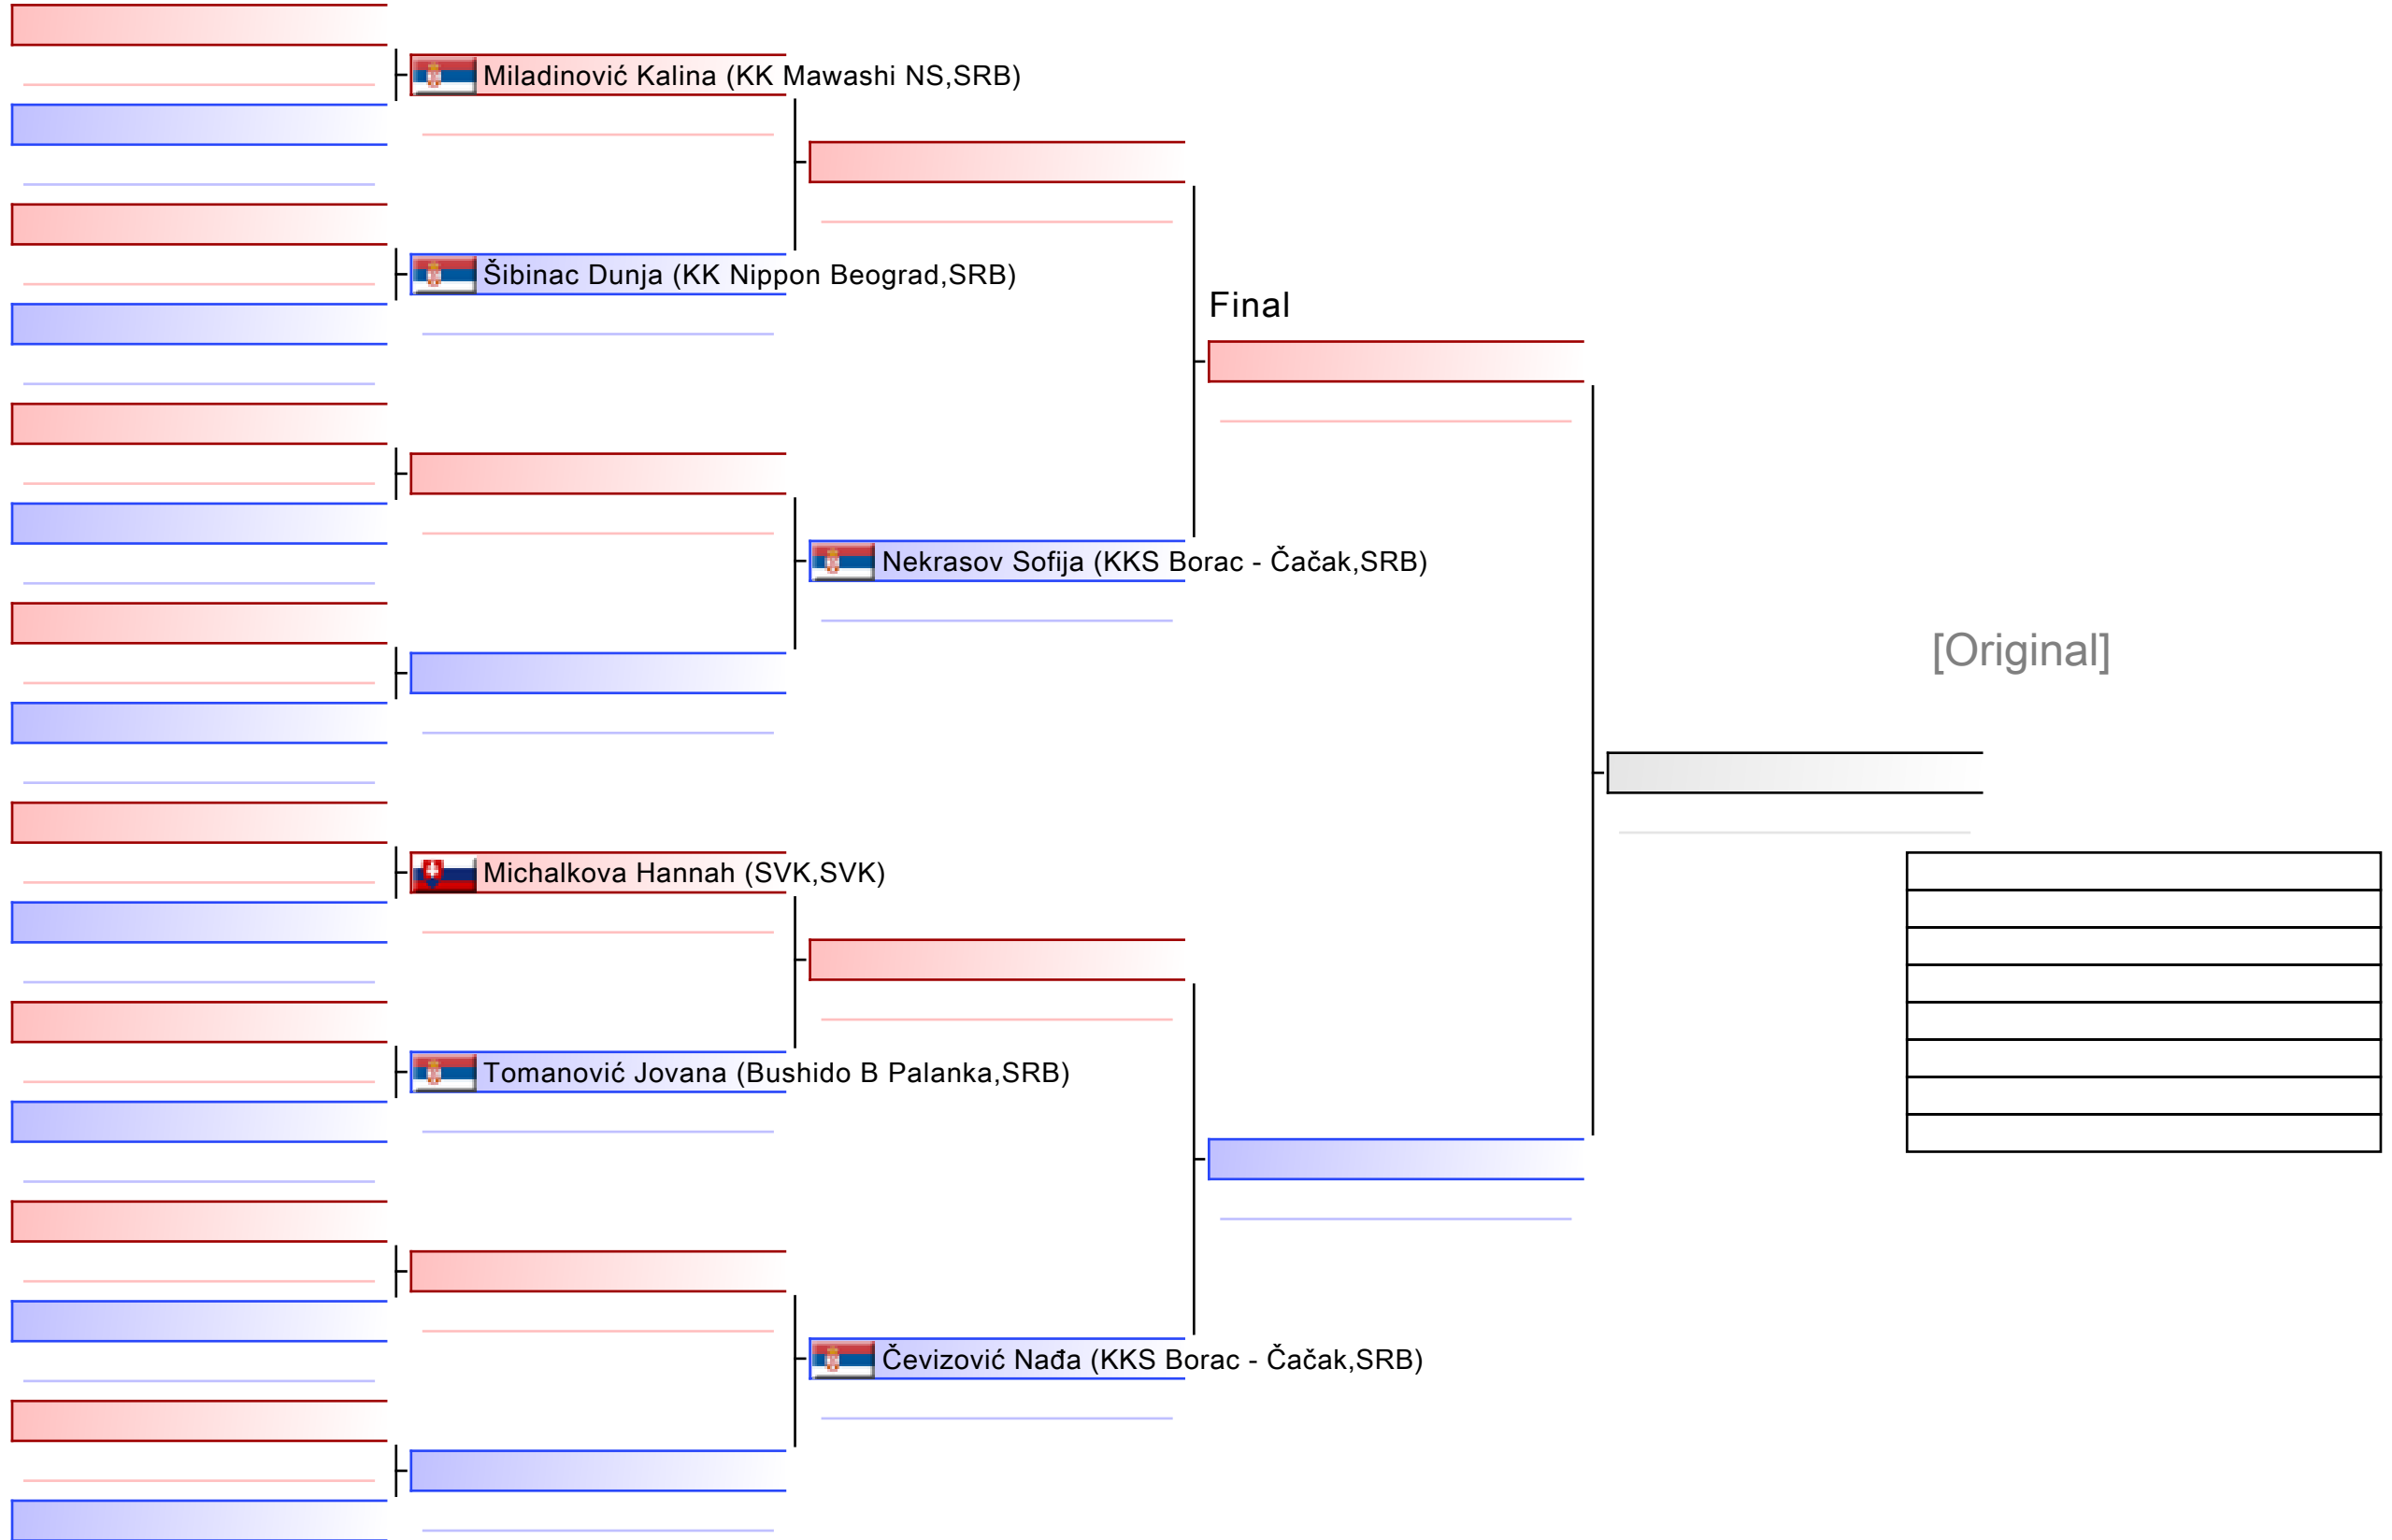 Miladinović Kalina (KK Mawashi NS,SRB)
Šibinac Dunja (KK Nippon Beograd,SRB)
Final
Nekrasov Sofija (KKS Borac - Čačak,SRB)
[Original]
Michalkova Hannah (SVK,SVK)
Tomanović Jovana (Bushido B Palanka,SRB)
Čevizović Nađa (KKS Borac - Čačak,SRB)